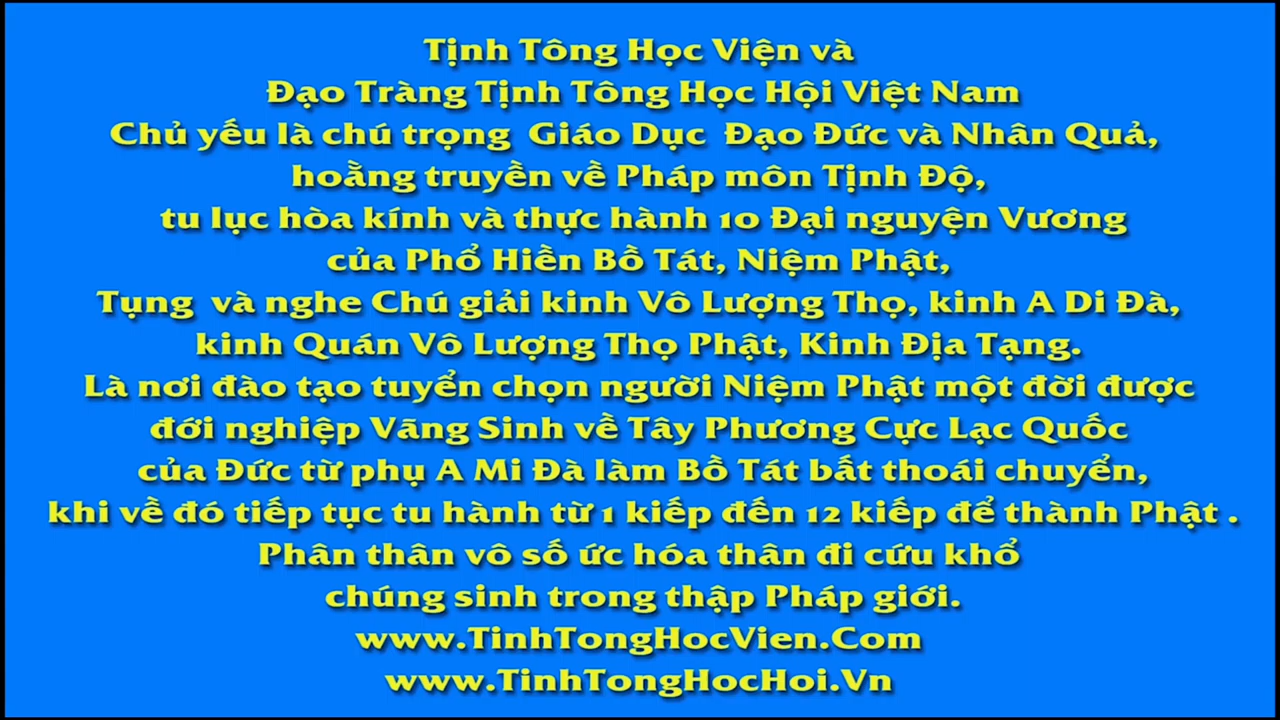 Tịnh Tông Học Viện và
Đạo Tràng Tịnh Tông Học Hội Việt Nam
Chủ yếu là chú trọng Giáo Dục Đạo Đức và Nhân Quả,
hoằng truyền về Pháp môn Tịnh Độ,
tu lục hòa kính và thực hành 10 Đại nguyện Vương
của Phổ Hiền Bồ Tát, Niệm Phật,
Tụng và nghe Chú giải kinh Vô Lượng Thọ, kinh A Di Đà,
kinh Quán Vô Lượng Thọ Phật, Kinh Địa Tạng.
Là nơi đào tạo tuyển chọn người Niệm Phật một đời được
đới nghiệp Vãng Sinh về Tây Phương Cực Lạc Quốc
của Đức từ phụ A Mi Đà làm Bồ Tát bất thoái chuyển,
khi về đó tiếp tục tu hành từ 1 kiếp đến 12 kiếp để thành Phật .
Phân thân vô số ức hóa thân đi cứu khổ
chúng sinh trong thập Pháp giới.
www.TinhTongHocVien.Com
www.TinhTongHocHoi.Vn